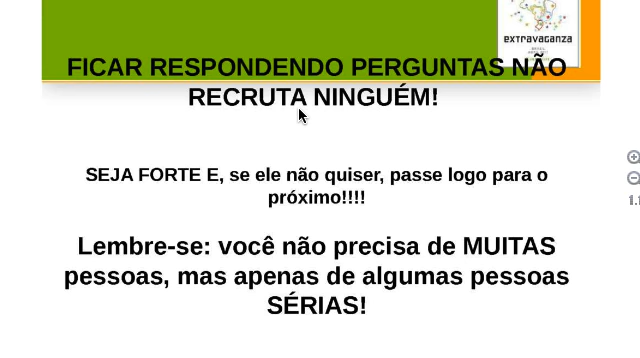 extravaganza
FICAR RESPONDENDO PERGUNTAS NÃO
RECRUTA NINGUÉM!
SEJA FORTE E, se ele não quiser, passe logo para o
próximo!!!!
Lembre-se: você não precisa de MUITAS
pessoas, mas apenas de algumas pessoas
SÉRIAS!